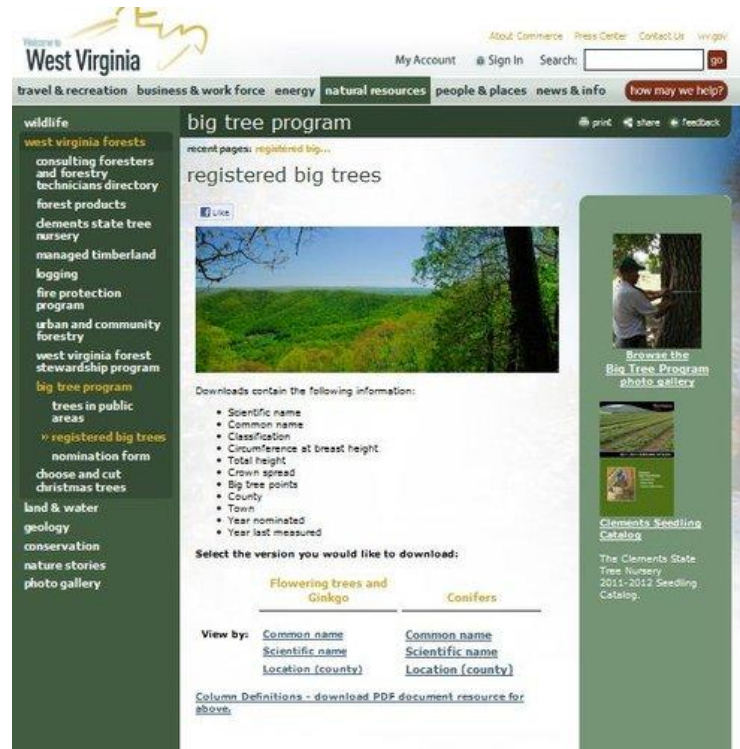 About Commerce Press Center Contact Us wv.gov
Welcome to
West Virginia
My Account Sign In Search: go
travel & recreation business & work force energy natural resources people & places news & info how may we help?
wildlife
west virginia forests
consulting foresters
and forestry
technicians directory
forest products
clements state tree
nursery
managed timberland
logging
fire protection
program
urban and community
forestry
west virginia forest
stewardship program
big tree program
trees in public
areas
» registered big trees
nomination form
choose and cut
christmas trees
land & water
geology
conservation
nature stories
photo gallery
big tree program
print share feedback
recent pages: registered big...
registered big trees
Like
Downloads contain the following information:
• Scientific name
• Common name
• Classification
• Circumference at breast height
• Total height
• Crown spread
• Big tree points
• County
• Town
• Year nominated
• Year last measured
Select the version you would like to download:
Flowering trees and
Ginkgo
Conifers
View by: Common name Common name
Scientific name Scientific name
Location (county) Location (county)
Column Definitions - download PDF document resource for
above.
Browse the
Big Tree Program
photo gallery
Clements Seedling
Catalog
The Clements State
Tree Nursery
2011-2012 Seedling
Catalog.